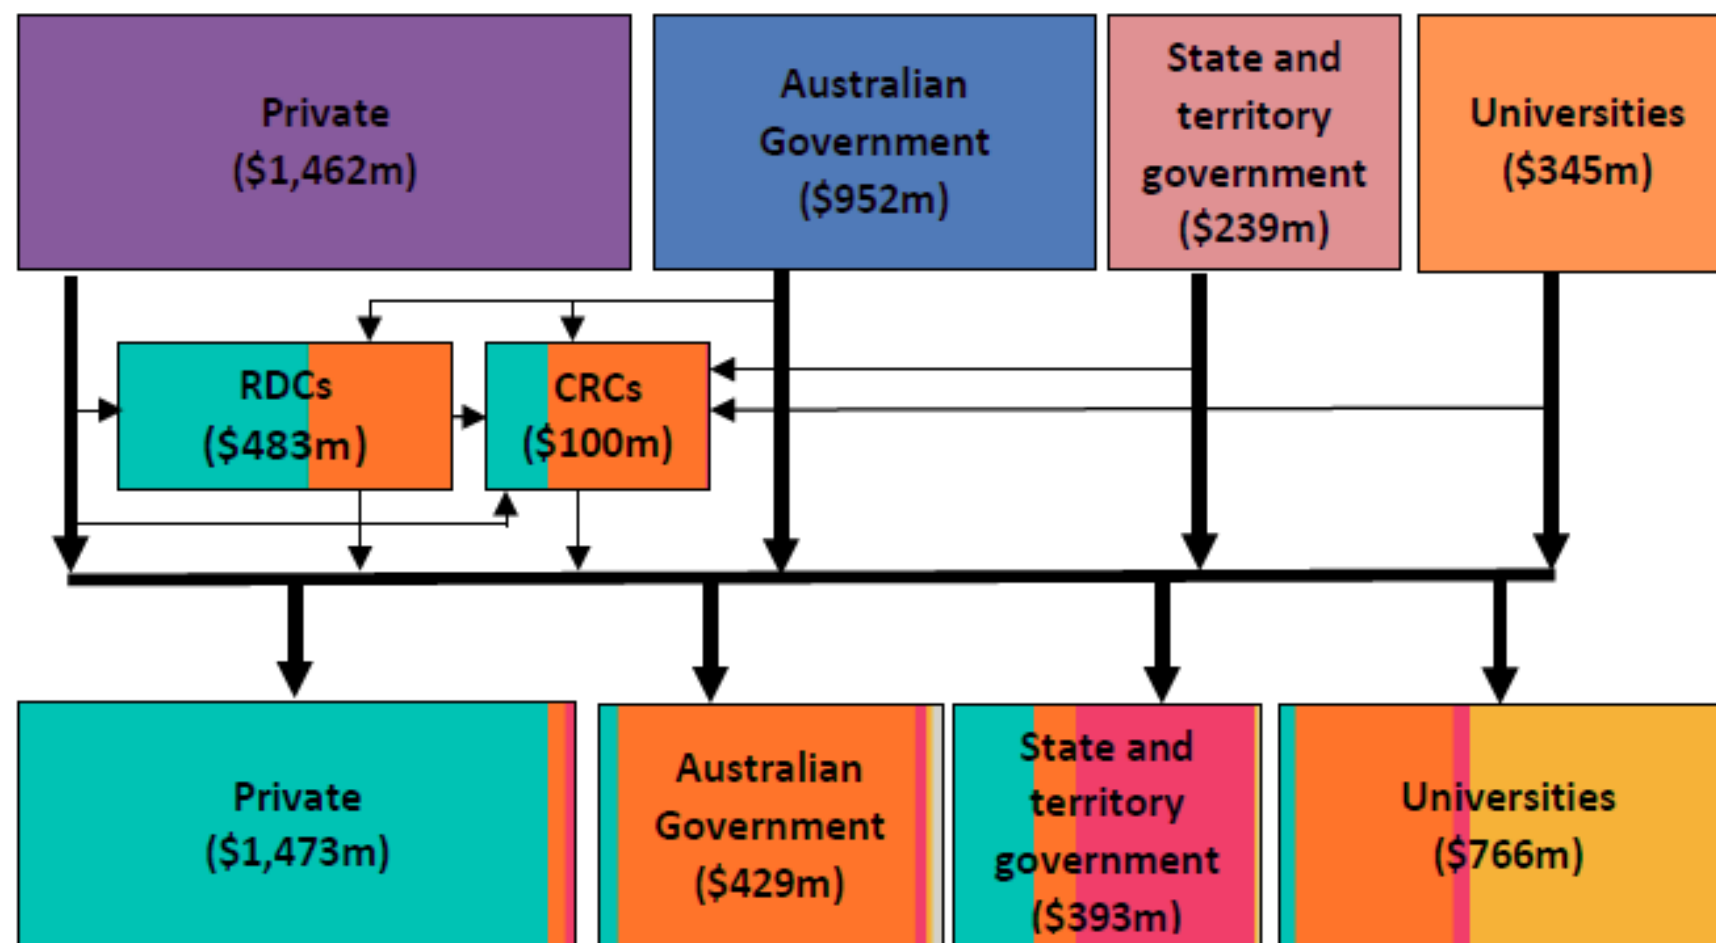 Private
($1,462m)
Australian
Government
($952m)
State and
territory
government
($239m)
Universities
($345m)
RDCs
($483m)
CRCs
($100m)
Private
($1,473m)
Australian
Government
($429m)
State and
territory
government
($393m)
Universities
($766m)